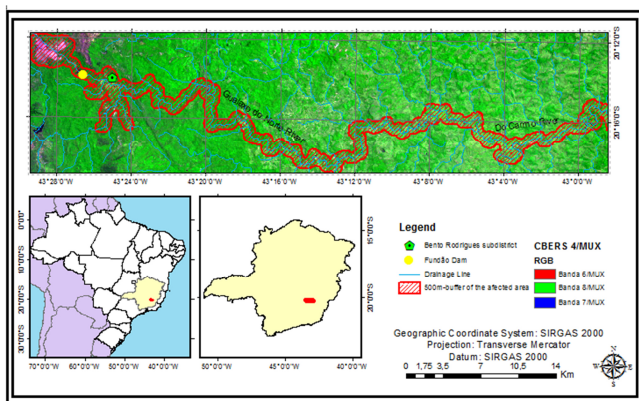 20°12'0"S
Gualaxo do Norte River
Do Carmo River
43°28'0"W 43°24'0"W 43°20'0"W 43°16'0"W 43°12'0"W 43°8'0"W 43°4'0"W 43°0'0"W
0°0'0"
10°0'0"S
20°0'0"S
30°0'0"S
70°0'0"W 60°0'0"W 50°0'0"W 40°0'0"W
15°0'0"S
20°0'0"S
50°0'0"W 45°0'0"W 40°0'0"W
Legend
Bento Rodrigues subdistrict
Fundão Dam
Drainage Line
500m-ouffer of the affected area
CBERS 4/MUX
RGB
Banda 6/MUX
Banda 8/MUX
Banda 7/MUX
Geographic Coordinate System: SIRGAS 2000
Projection: Transverse Mercator
Datum: SIRGAS 2000
0 1,75 3,5 7 10,5 14
Km